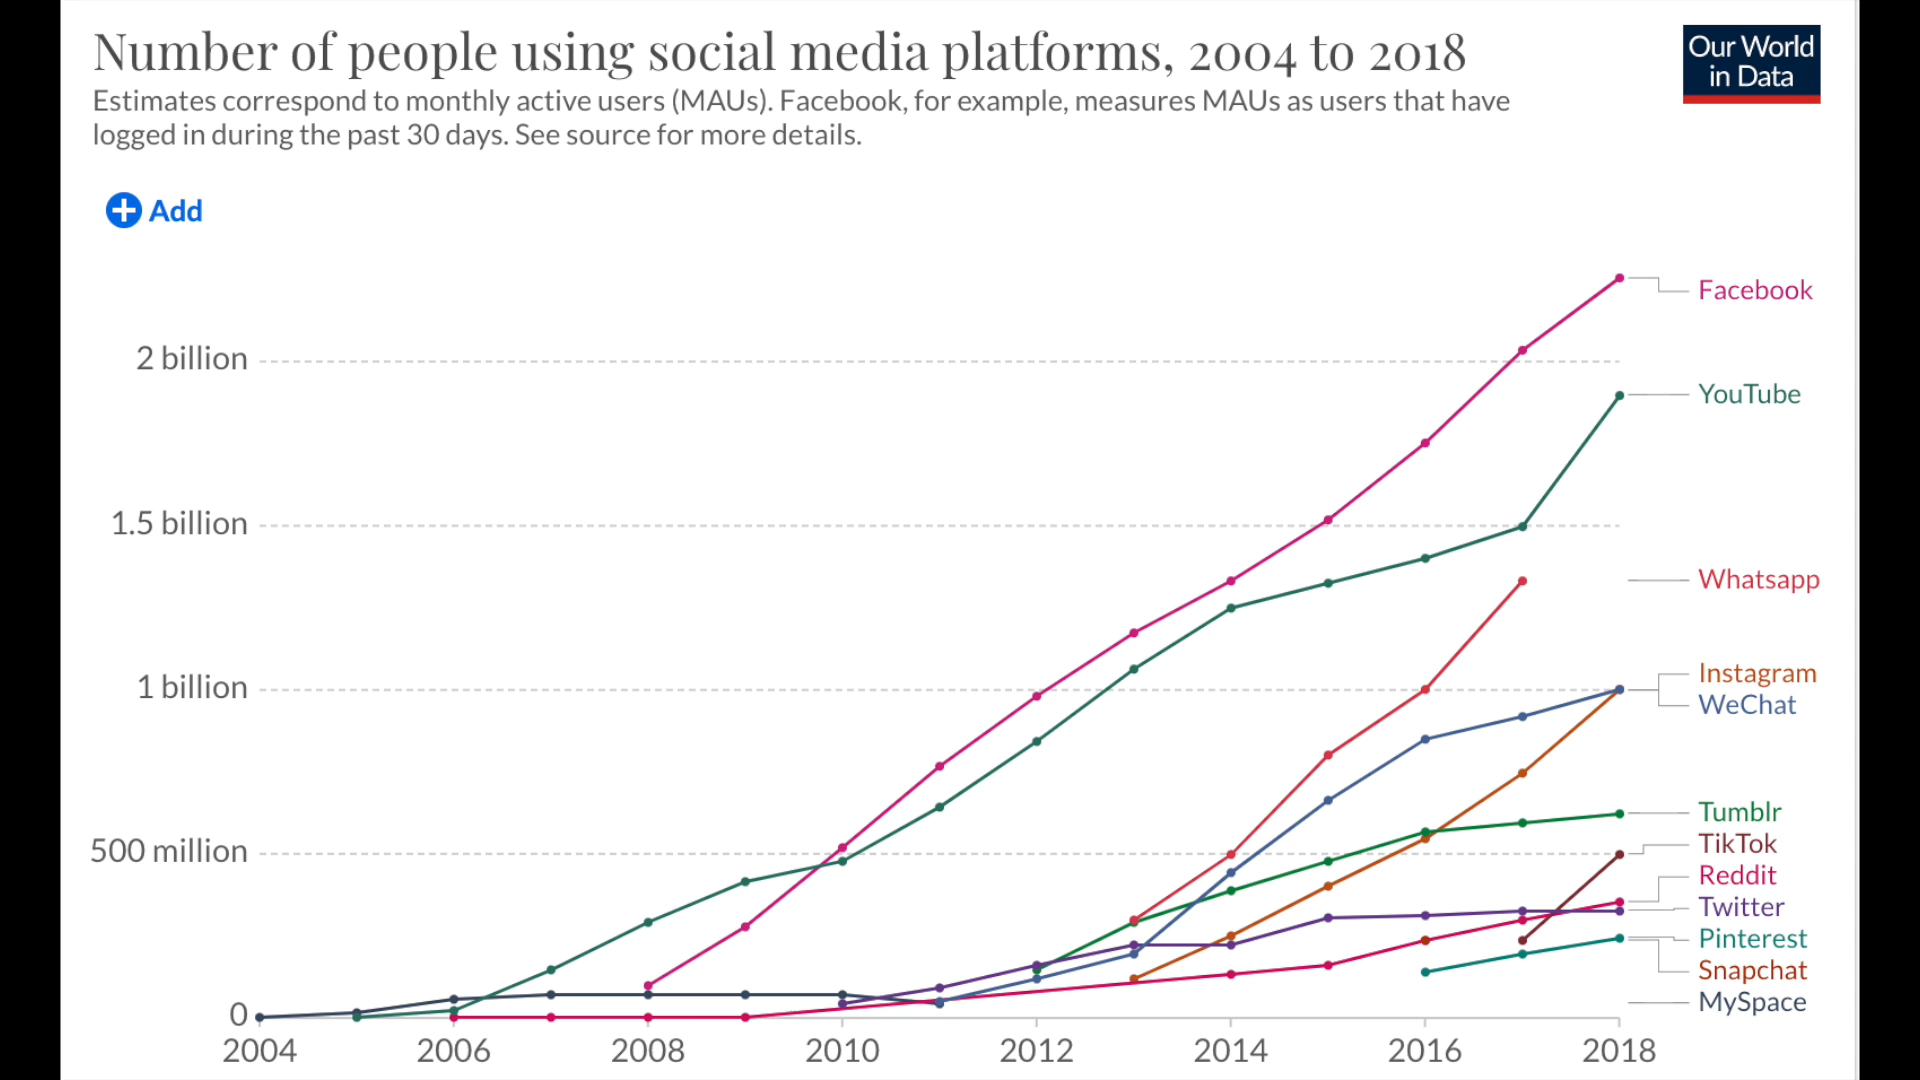 Number of people using social media platforms, 2004 to 2018
Our World
in Data
Estimates correspond to monthly active users (MAUs). Facebook, for example, measures MAUs as users that have
logged in during the past 30 days. See source for more details.
Add
Facebook
2 billion
YouTube
1.5 billion
Whatsapp
Instagram
1 billion
WeChat
Tumblr
500 million
TikTok
Reddit
Twitter
Pinterest
Snapchat
MySpace
0
2004 2006 2008 2010 2012 2014 2016 2018